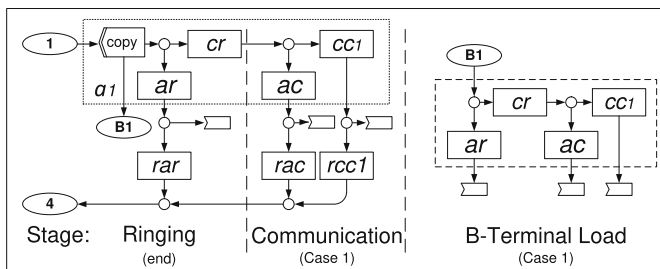 1 copy cr cc1 B1
a1 ar ac cr cc1
B1 ar ac
rar rac rcc1
4
Stage: Ringing Communication B-Terminal Load
(end) (Case 1) (Case 1)